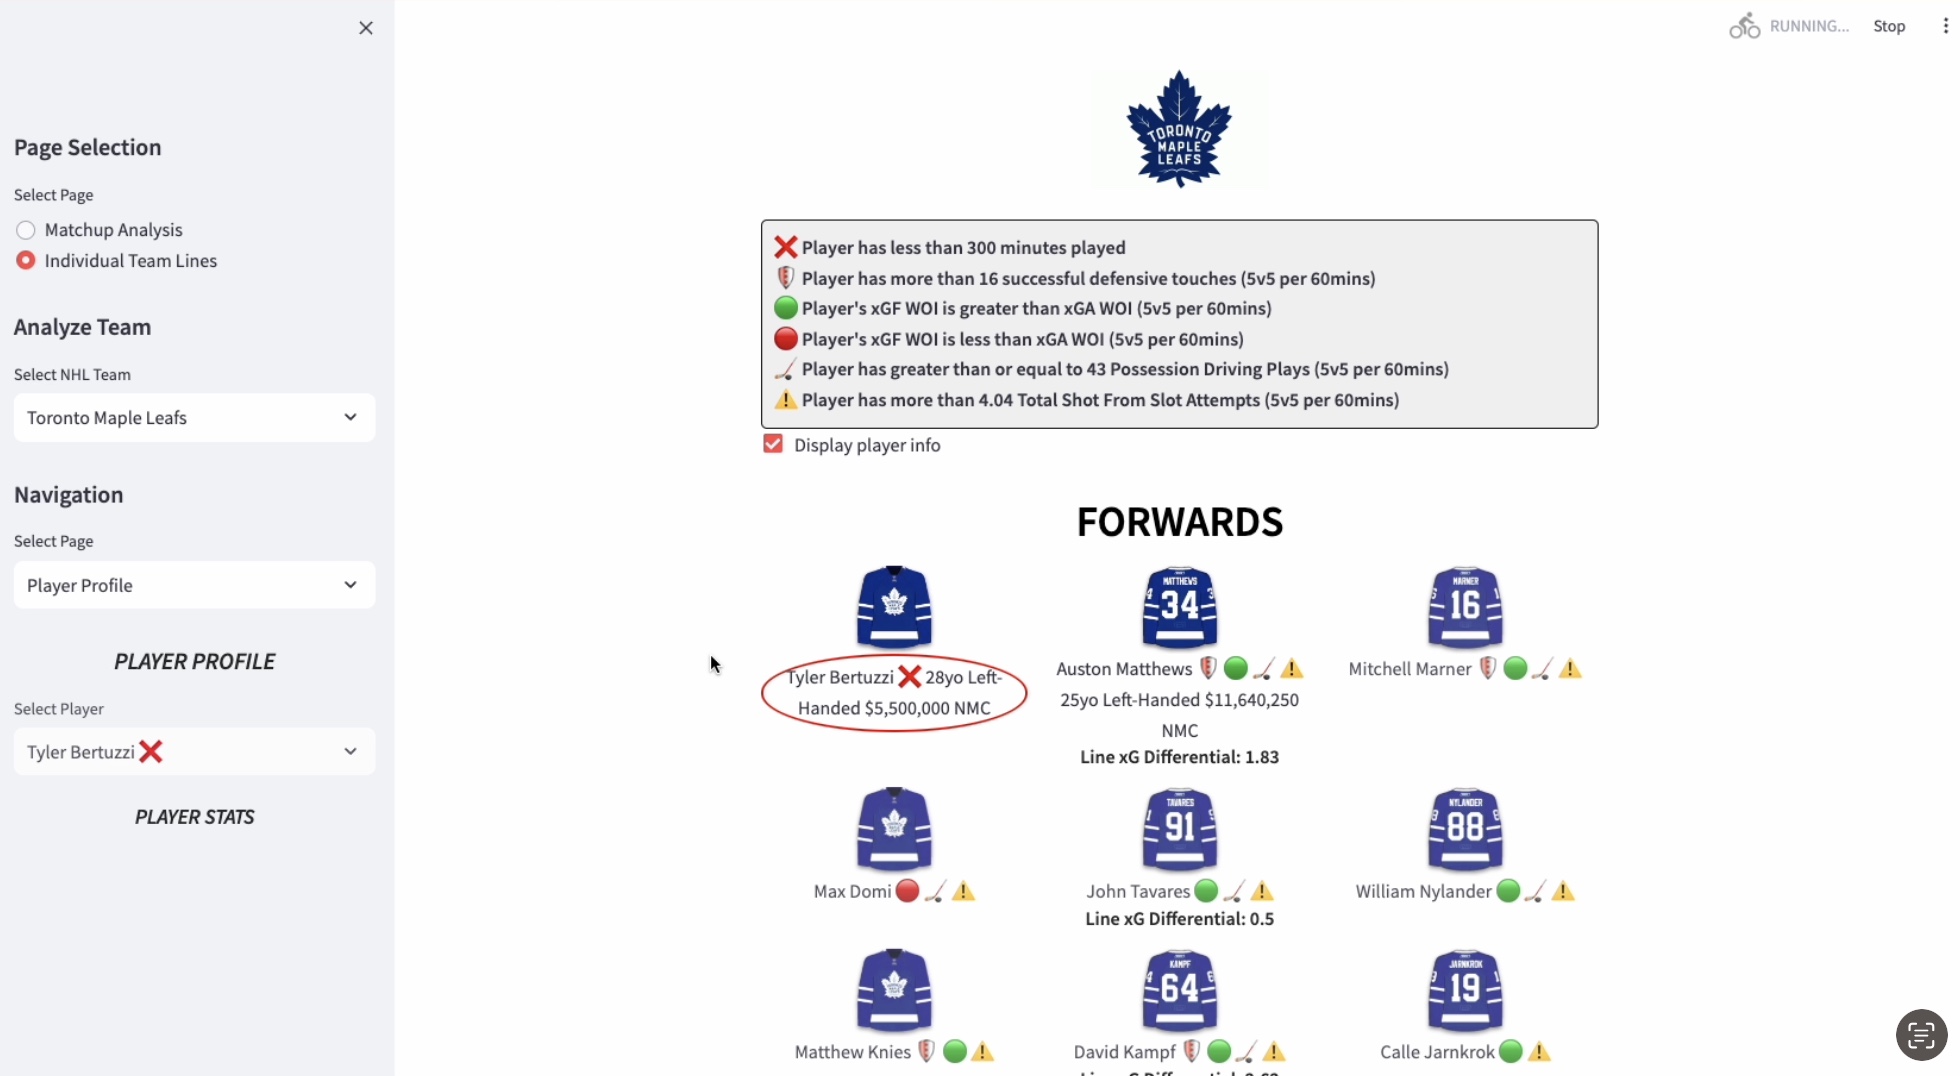 RUNNING...
Stop
Page Selection
Select Page
Matchup Analysis
Individual Team Lines
Analyze Team
Select NHL Team
Toronto Maple Leafs
Navigation
Select Page
Player Profile
PLAYER PROFILE
Select Player
Tyler Bertuzzi ❌
PLAYER STATS
TORONTO
MAPLE
LEAFS
❌ Player has less than 300 minutes played
Player has more than 16 successful defensive touches (5v5 per 60mins)
🟢 Player's xGF WOI is greater than xGA WOI (5v5 per 60mins)
🔴 Player's xGF WOI is less than xGA WOI (5v5 per 60mins)
🏒 Player has greater than or equal to 43 Possession Driving Plays (5v5 per 60mins)
⚠️ Player has more than 4.04 Total Shot From Slot Attempts (5v5 per 60mins)
Display player info
FORWARDS
MATTHEWS
34
MARNER
16
Tyler Bertuzzi ❌ 28yo Left-
Handed $5,500,000 NMC
Auston Matthews 🛡️ 🟢 🏒 ⚠️
25yo Left-Handed $11,640,250
NMC
Line xG Differential: 1.83
Mitchell Marner 🛡️ 🟢 🏒 ⚠️
TAVARES
91
NYLANDER
88
Max Domi 🔴 🏒 ⚠️
John Tavares 🟢 🏒 ⚠️
Line xG Differential: 0.5
William Nylander 🟢 🏒 ⚠️
KAMPF
64
JARNKROK
19
Matthew Knies 🛡️ 🟢 ⚠️
David Kampf 🛡️ 🟢 🏒 ⚠️
Calle Jarnkrok 🟢 ⚠️